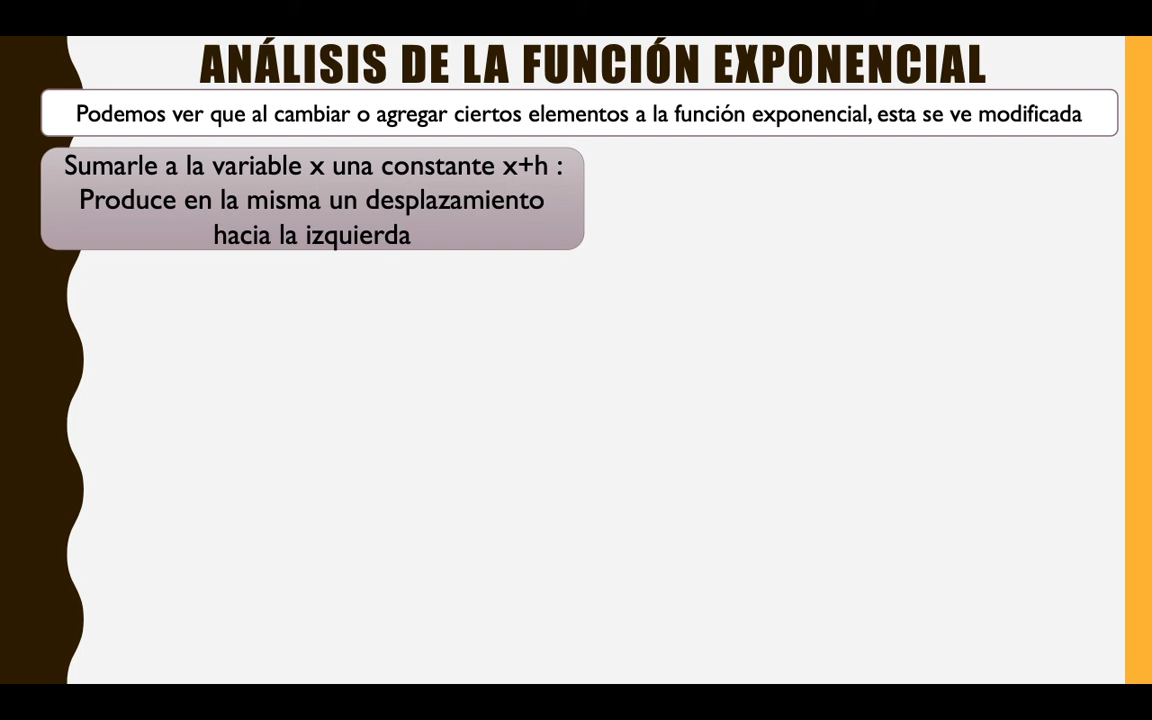 ANÁLISIS DE LA FUNCIÓN EXPONENCIAL
Podemos ver que al cambiar o agregar ciertos elementos a la función exponencial, esta se ve modificada
Sumarle a la variable x una constante x+h :
Produce en la misma un desplazamiento
hacia la izquierda